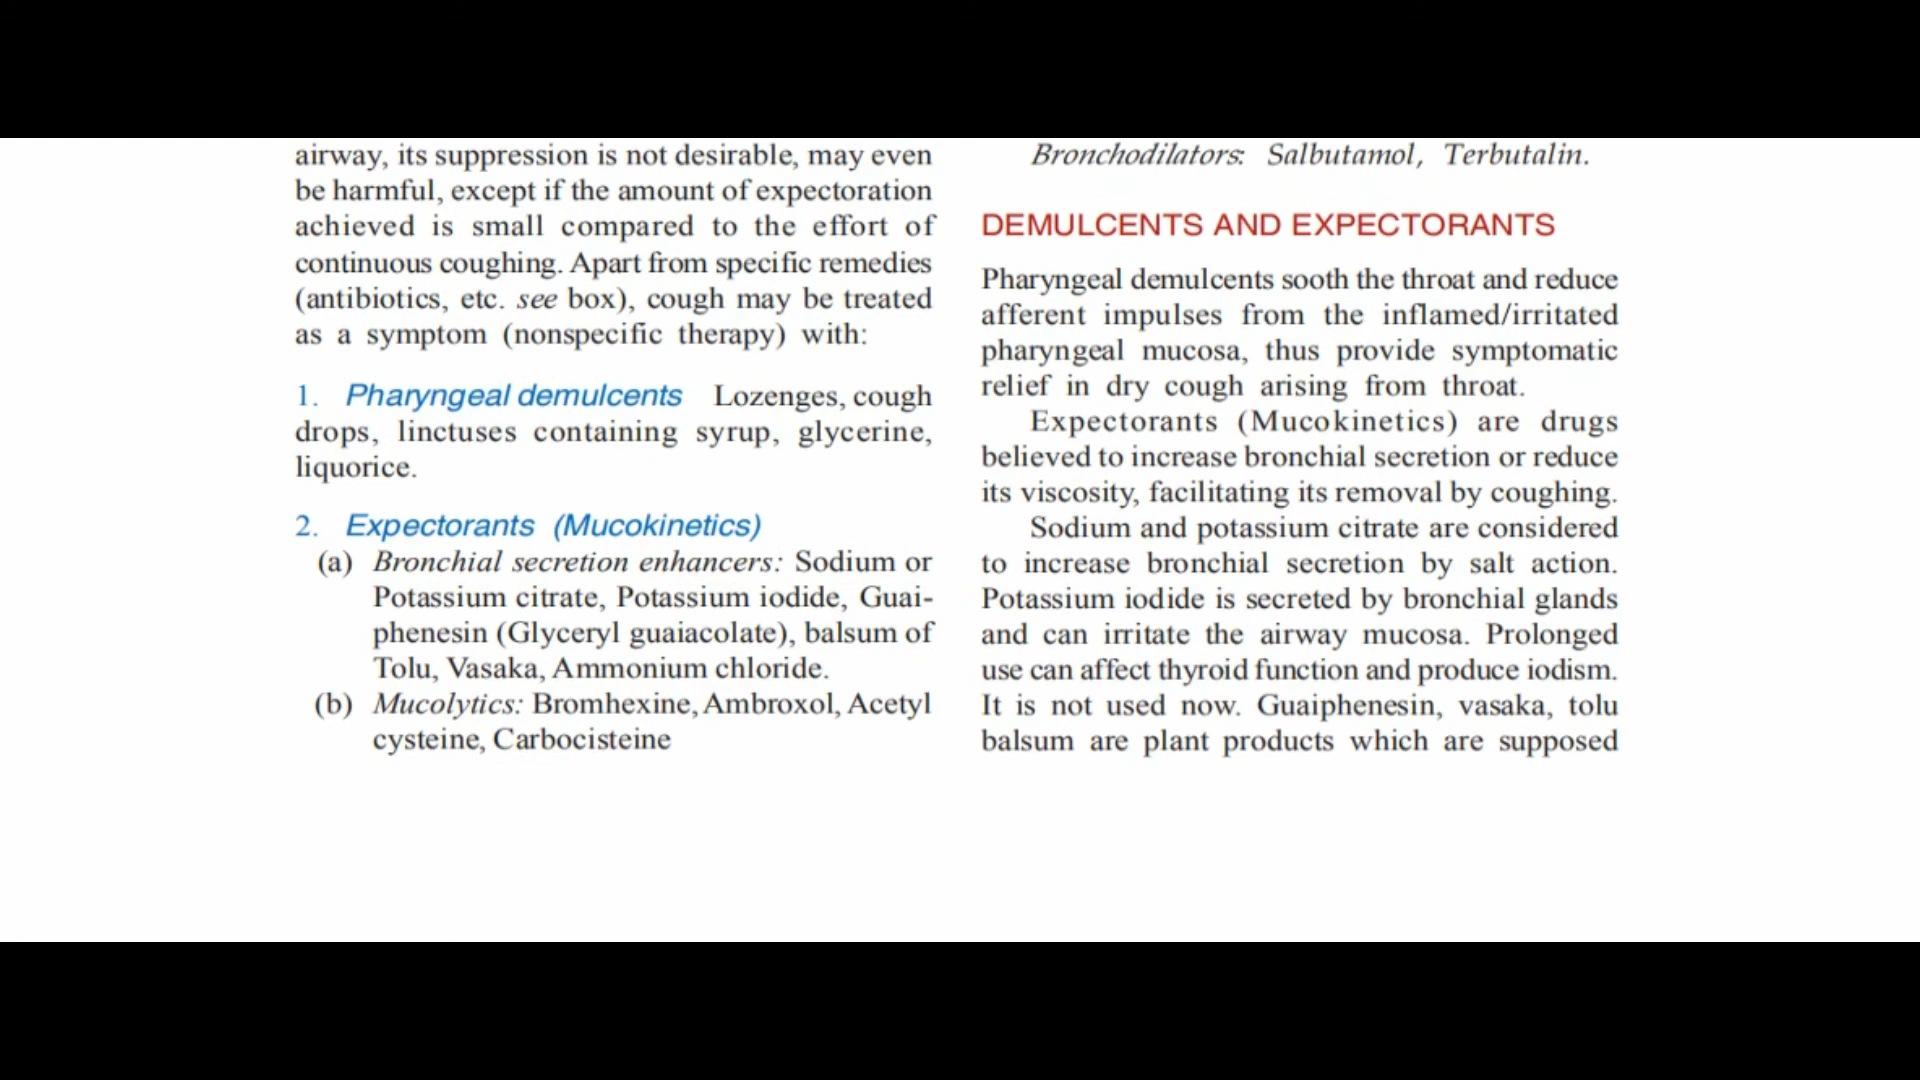 airway, its suppression is not desirable, may even
be harmful, except if the amount of expectoration
achieved is small compared to the effort of
continuous coughing. Apart from specific remedies
(antibiotics, etc. see box), cough may be treated
as a symptom (nonspecific therapy) with:
1. Pharyngeal demulcents Lozenges, cough
drops, linctuses containing syrup, glycerine,
liquorice.
2. Expectorants (Mucokinetics)
(a) Bronchial secretion enhancers: Sodium or
Potassium citrate, Potassium iodide, Guai-
phenesin (Glyceryl guaiacolate), balsum of
Tolu, Vasaka, Ammonium chloride.
(b) Mucolytics: Bromhexine, Ambroxol, Acetyl
cysteine, Carbocisteine
Bronchodilators: Salbutamol, Terbutalin.
DEMULCENTS AND EXPECTORANTS
Pharyngeal demulcents sooth the throat and reduce
afferent impulses from the inflamed/irritated
pharyngeal mucosa, thus provide symptomatic
relief in dry cough arising from throat.
Expectorants (Mucokinetics) are drugs
believed to increase bronchial secretion or reduce
its viscosity, facilitating its removal by coughing.
Sodium and potassium citrate are considered
to increase bronchial secretion by salt action.
Potassium iodide is secreted by bronchial glands
and can irritate the airway mucosa. Prolonged
use can affect thyroid function and produce iodism.
It is not used now. Guaiphenesin, vasaka, tolu
balsum are plant products which are supposed